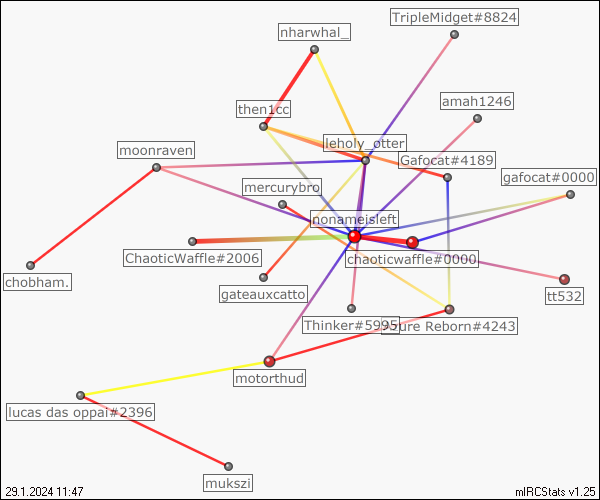 TripleMidget#8824
nharwhal_
amah1246
then1cc
leholy_otter
moonraven
Gafocat#4189
gafocat#0000
mercurybro
nonamesleft
ChaoticWaffle#2006
chaoticwaffle#0000
chobham.
gateauxcatto
tt532
Thinker#5995
ure Reborn#4243
motorthud
lucas das oppai#2396
mukszi
29.1.2024 11:47
mIRCStats v1.25